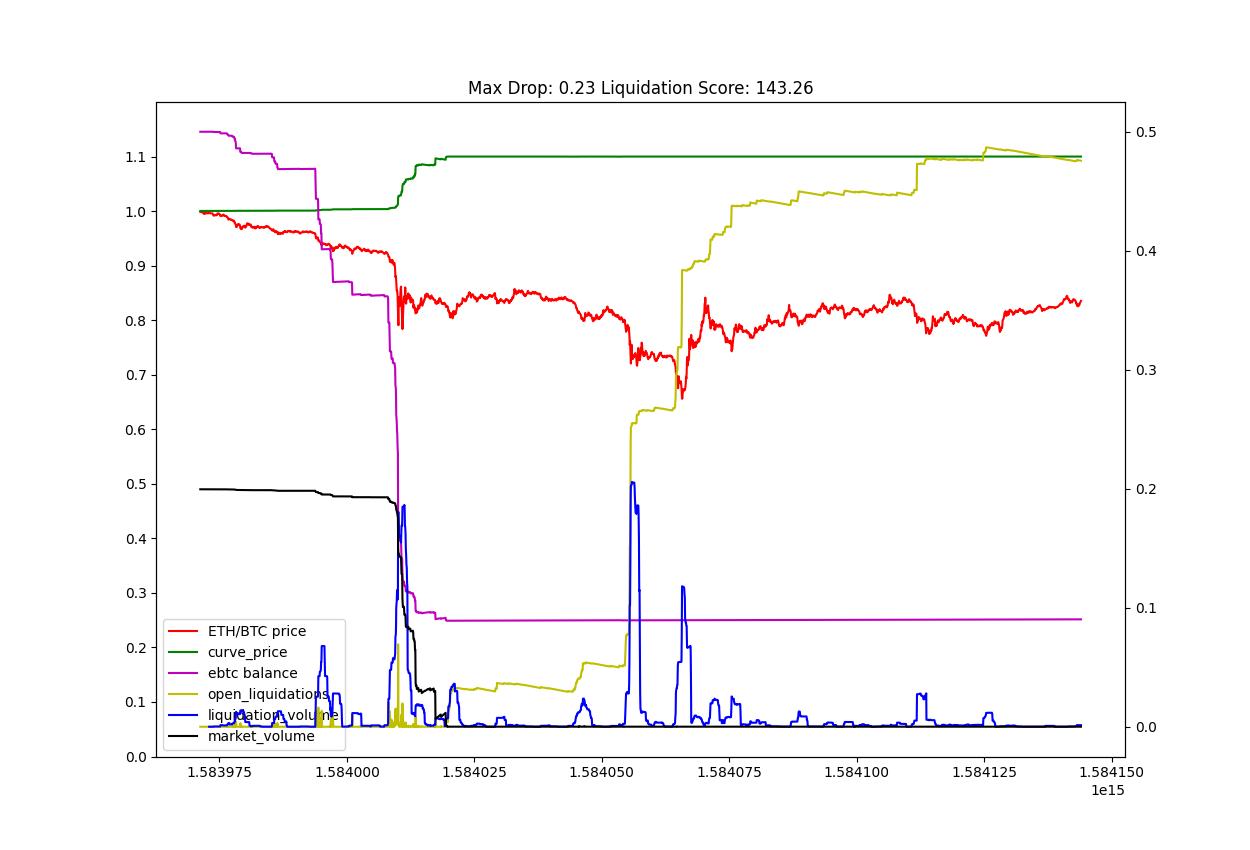 Max Drop: 0.23 Liquidation Score: 143.26
1.1
1.0
0.9
0.8
0.7
0.6
0.5
0.4
0.3
0.2
0.1
0.0
0.5
0.4
0.3
0.2
0.1
0.0
ETH/BTC price
curve_price
ebtc balance
open_liquidations
liquidation_volume
market_volume
1.583975 1.584000 1.584025 1.584050 1.584075 1.584100 1.584125 1.584150
1e15